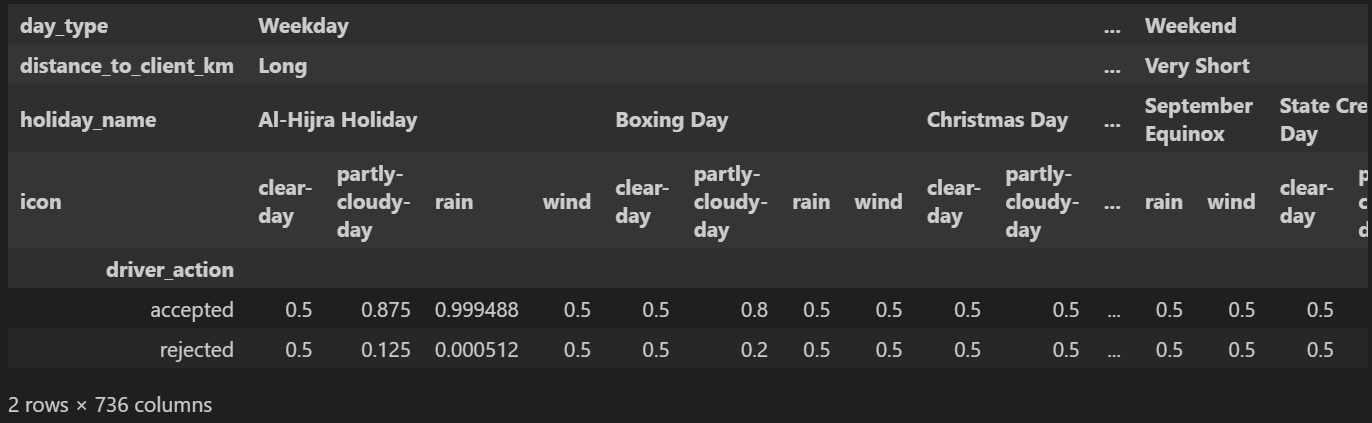 day_type Weekday ... Weekend
distance_to_client_km Long ... Very Short
holiday_name Al-Hijra Holiday Boxing Day Christmas Day ... September Equinox State Day
icon clear-day partly-cloudy-day rain wind clear-day partly-cloudy-day rain wind clear-day partly-cloudy-day ... rain wind clear-day
driver_action
accepted 0.5 0.875 0.999488 0.5 0.5 0.8 0.5 0.5 0.5 0.5 ... 0.5 0.5 0.5
rejected 0.5 0.125 0.000512 0.5 0.5 0.2 0.5 0.5 0.5 0.5 ... 0.5 0.5 0.5
2 rows × 736 columns